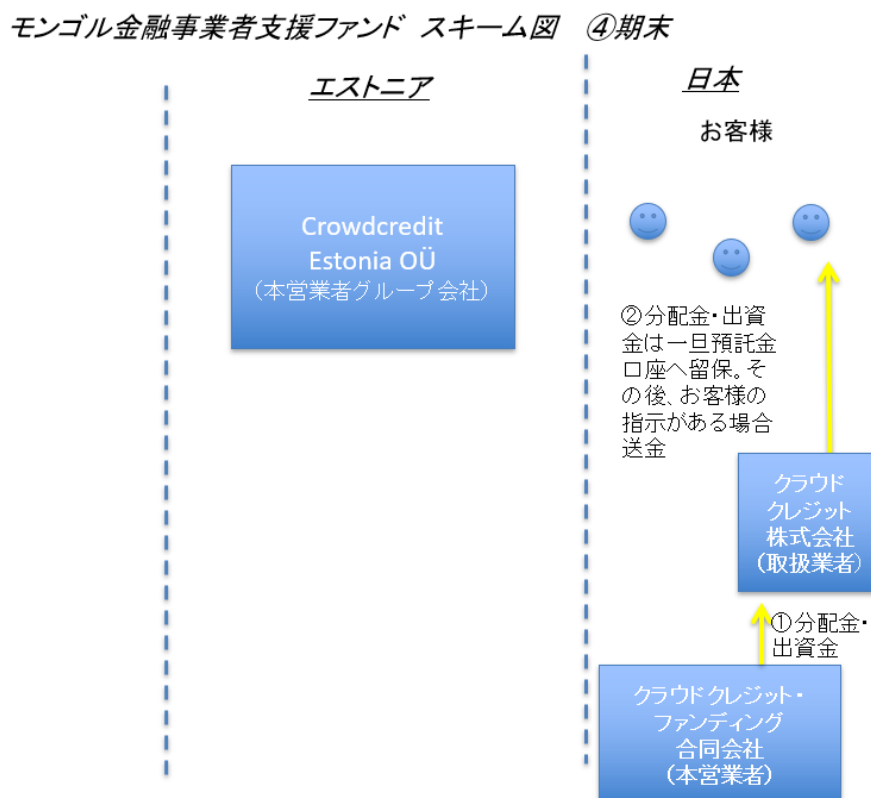 モンゴル金融事業者支援ファンド スキーム図 ④期末
エストニア
日本
お客様
Crowdcredit
Estonia OÜ
（本営業者グループ会社）
②分配金・出資
金は一旦預託金
口座へ留保。そ
の後、お客様の
指示がある場合
送金
クラウド
クレジット
株式会社
（取扱業者）
①分配金・
出資金
クラウドクレジット・
ファンディング
合同会社
（本営業者）